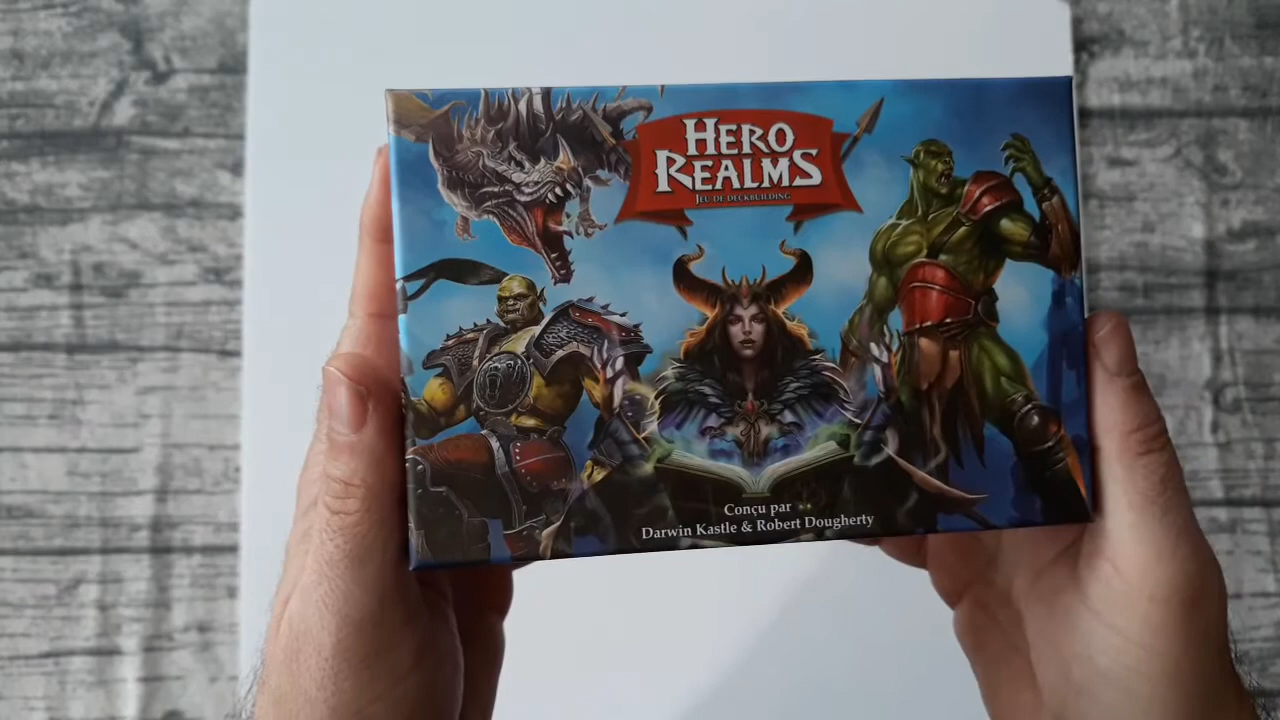 HERO
REALMS
JEU DE DECKBUILDING
Conçu par
Darwin Kastle & Robert Dougherty